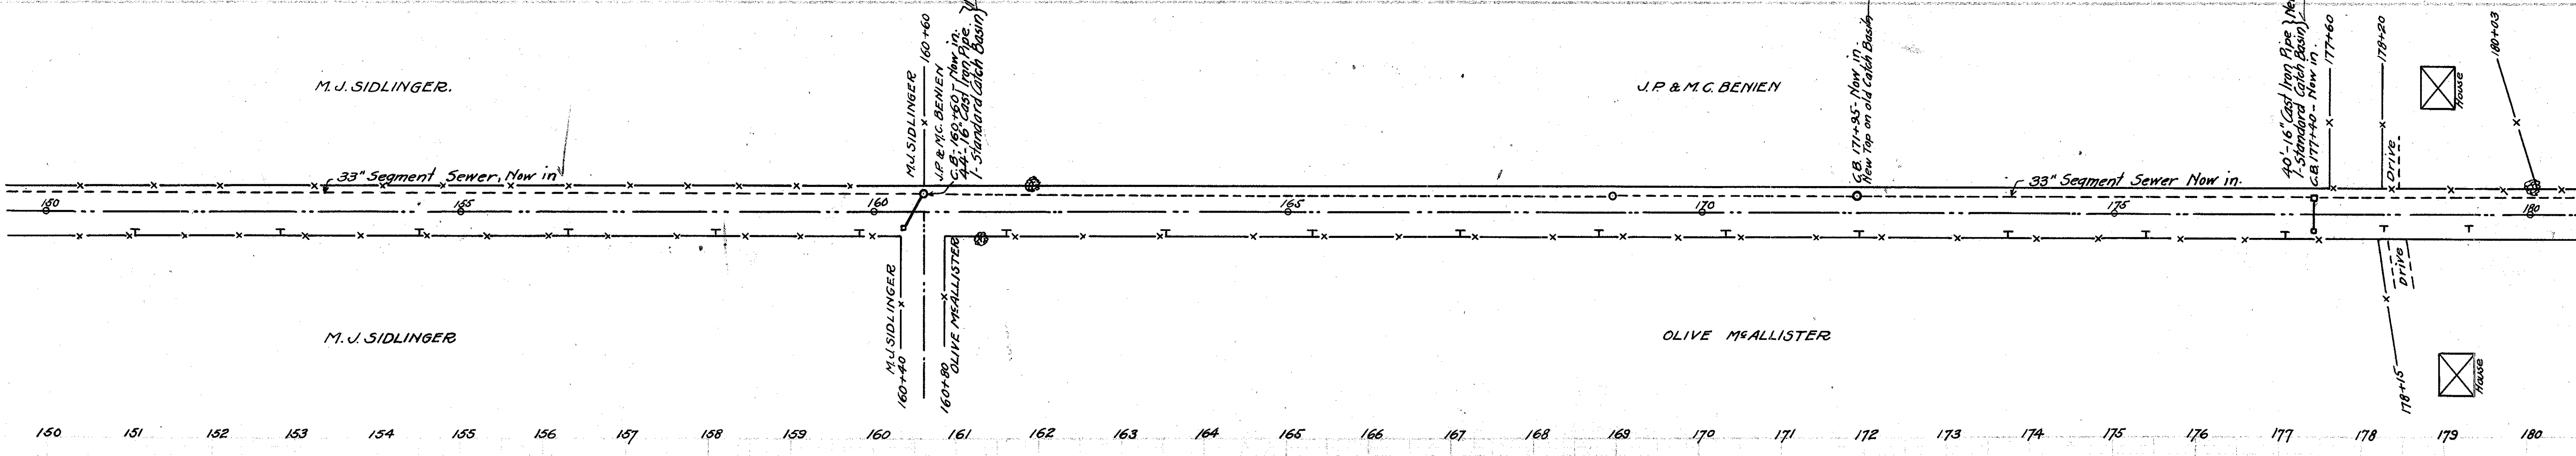 M. J. SIDLINGER.
M.J. SIDLINGER
160+60
J.P. & M.C. BENIEN
C.B.-160+60-Now in.
44'-16" Cast Iron Pipe
1-Standard Catch Basin
J.P. & M.C. BENIEN
C.B. 171+95-Now in.
New Top on old Catch Basin
40'-16" Cast Iron Pipe
1-Standard Catch Basin
C.B. 177+40-Now in.
177+60
178+20
Drive
House
180+03
33" Segment Sewer, Now in
33" Segment Sewer Now in.
150
155
160
165
170
175
180
M.J. SIDLINGER
160+40
160+80
OLIVE McALLISTER
Drive
178+15
House
M. J. SIDLINGER
OLIVE McALLISTER
150 151 152 153 154 155 156 157 158 159 160 161 162 163 164 165 166 167 168 169 170 171 172 173 174 175 176 177 178 179 180